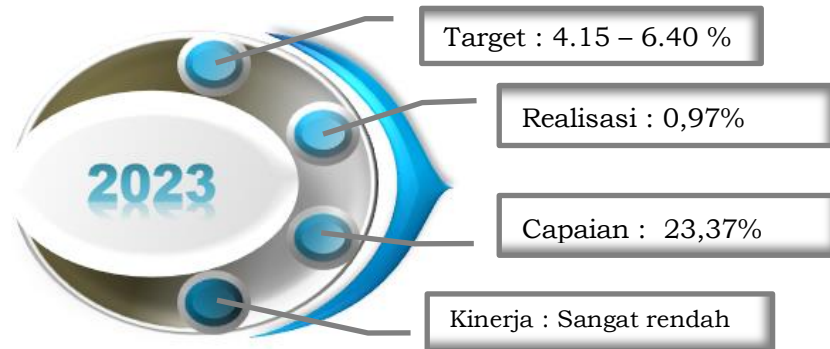 Target : 4.15 – 6.40 %
Realisasi : 0,97%
2023
Capaian : 23,37%
Kinerja : Sangat rendah